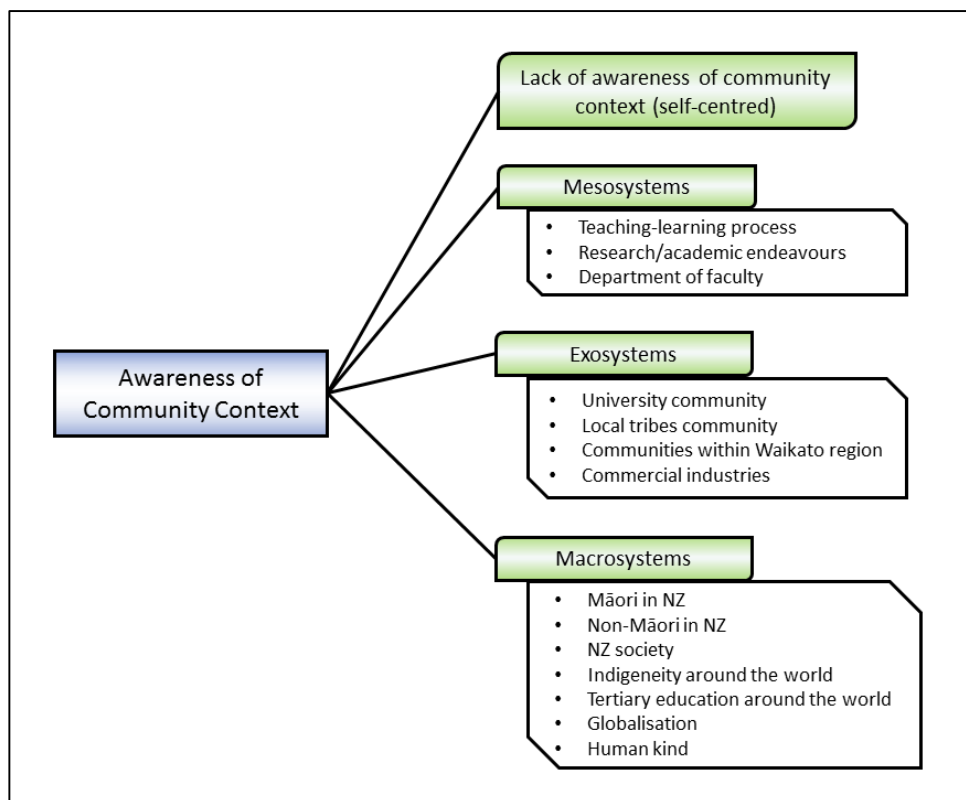 Lack of awareness of community
context (self-centred)
Mesosystems
• Teaching-learning process
• Research/academic endeavours
• Department of faculty
Awareness of
Community Context
Exosystems
• University community
• Local tribes community
• Communities within Waikato region
• Commercial industries
Macrosystems
• Māori in NZ
• Non-Māori in NZ
• NZ society
• Indigeneity around the world
• Tertiary education around the world
• Globalisation
• Human kind